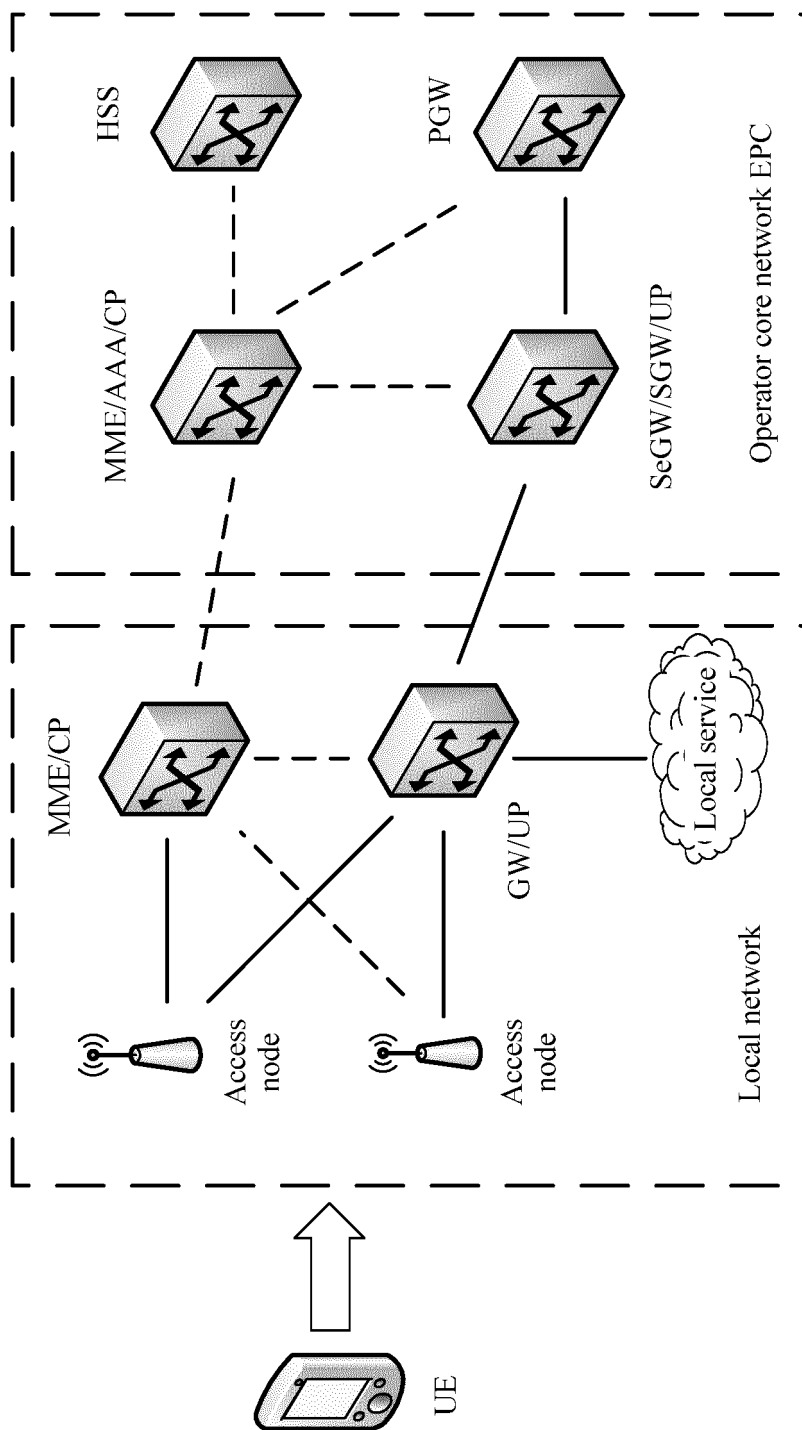 UE
Access
node
Access
node
MME/CP
GW/UP
Local service
Local network
MME/AAA/CP
HSS
SeGW/SGW/UP
PGW
Operator core network EPC